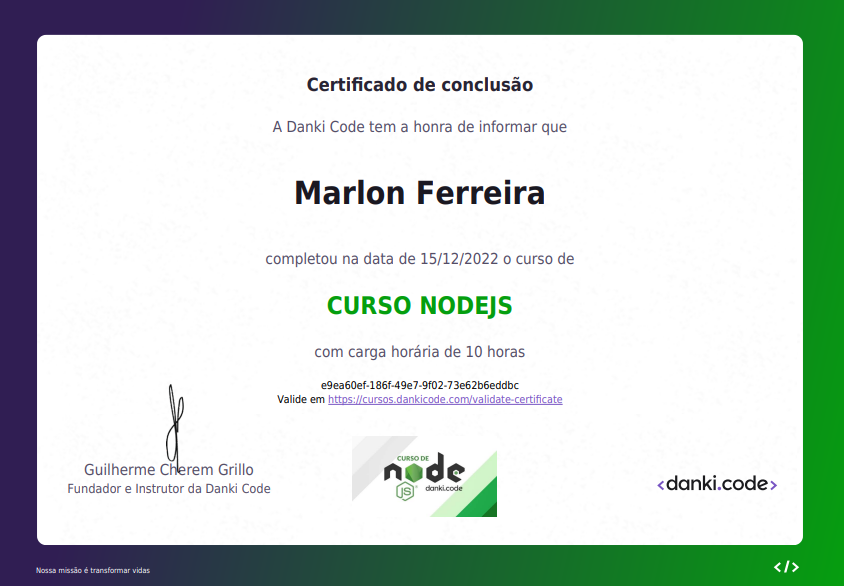 Certificado de conclusão
A Danki Code tem a honra de informar que
Marlon Ferreira
completou na data de 15/12/2022 o curso de
CURSO NODEJS
com carga horária de 10 horas
e9ea60ef-186f-49e7-9f02-73e62b6eddbc
Valide em https://cursos.dankicode.com/validate-certificate
Guilherme Cherem Grillo
Fundador e Instrutor da Danki Code
CURSO DE
node
JS
danki.code
<danki.code>
Nossa missão é transformar vidas
</>